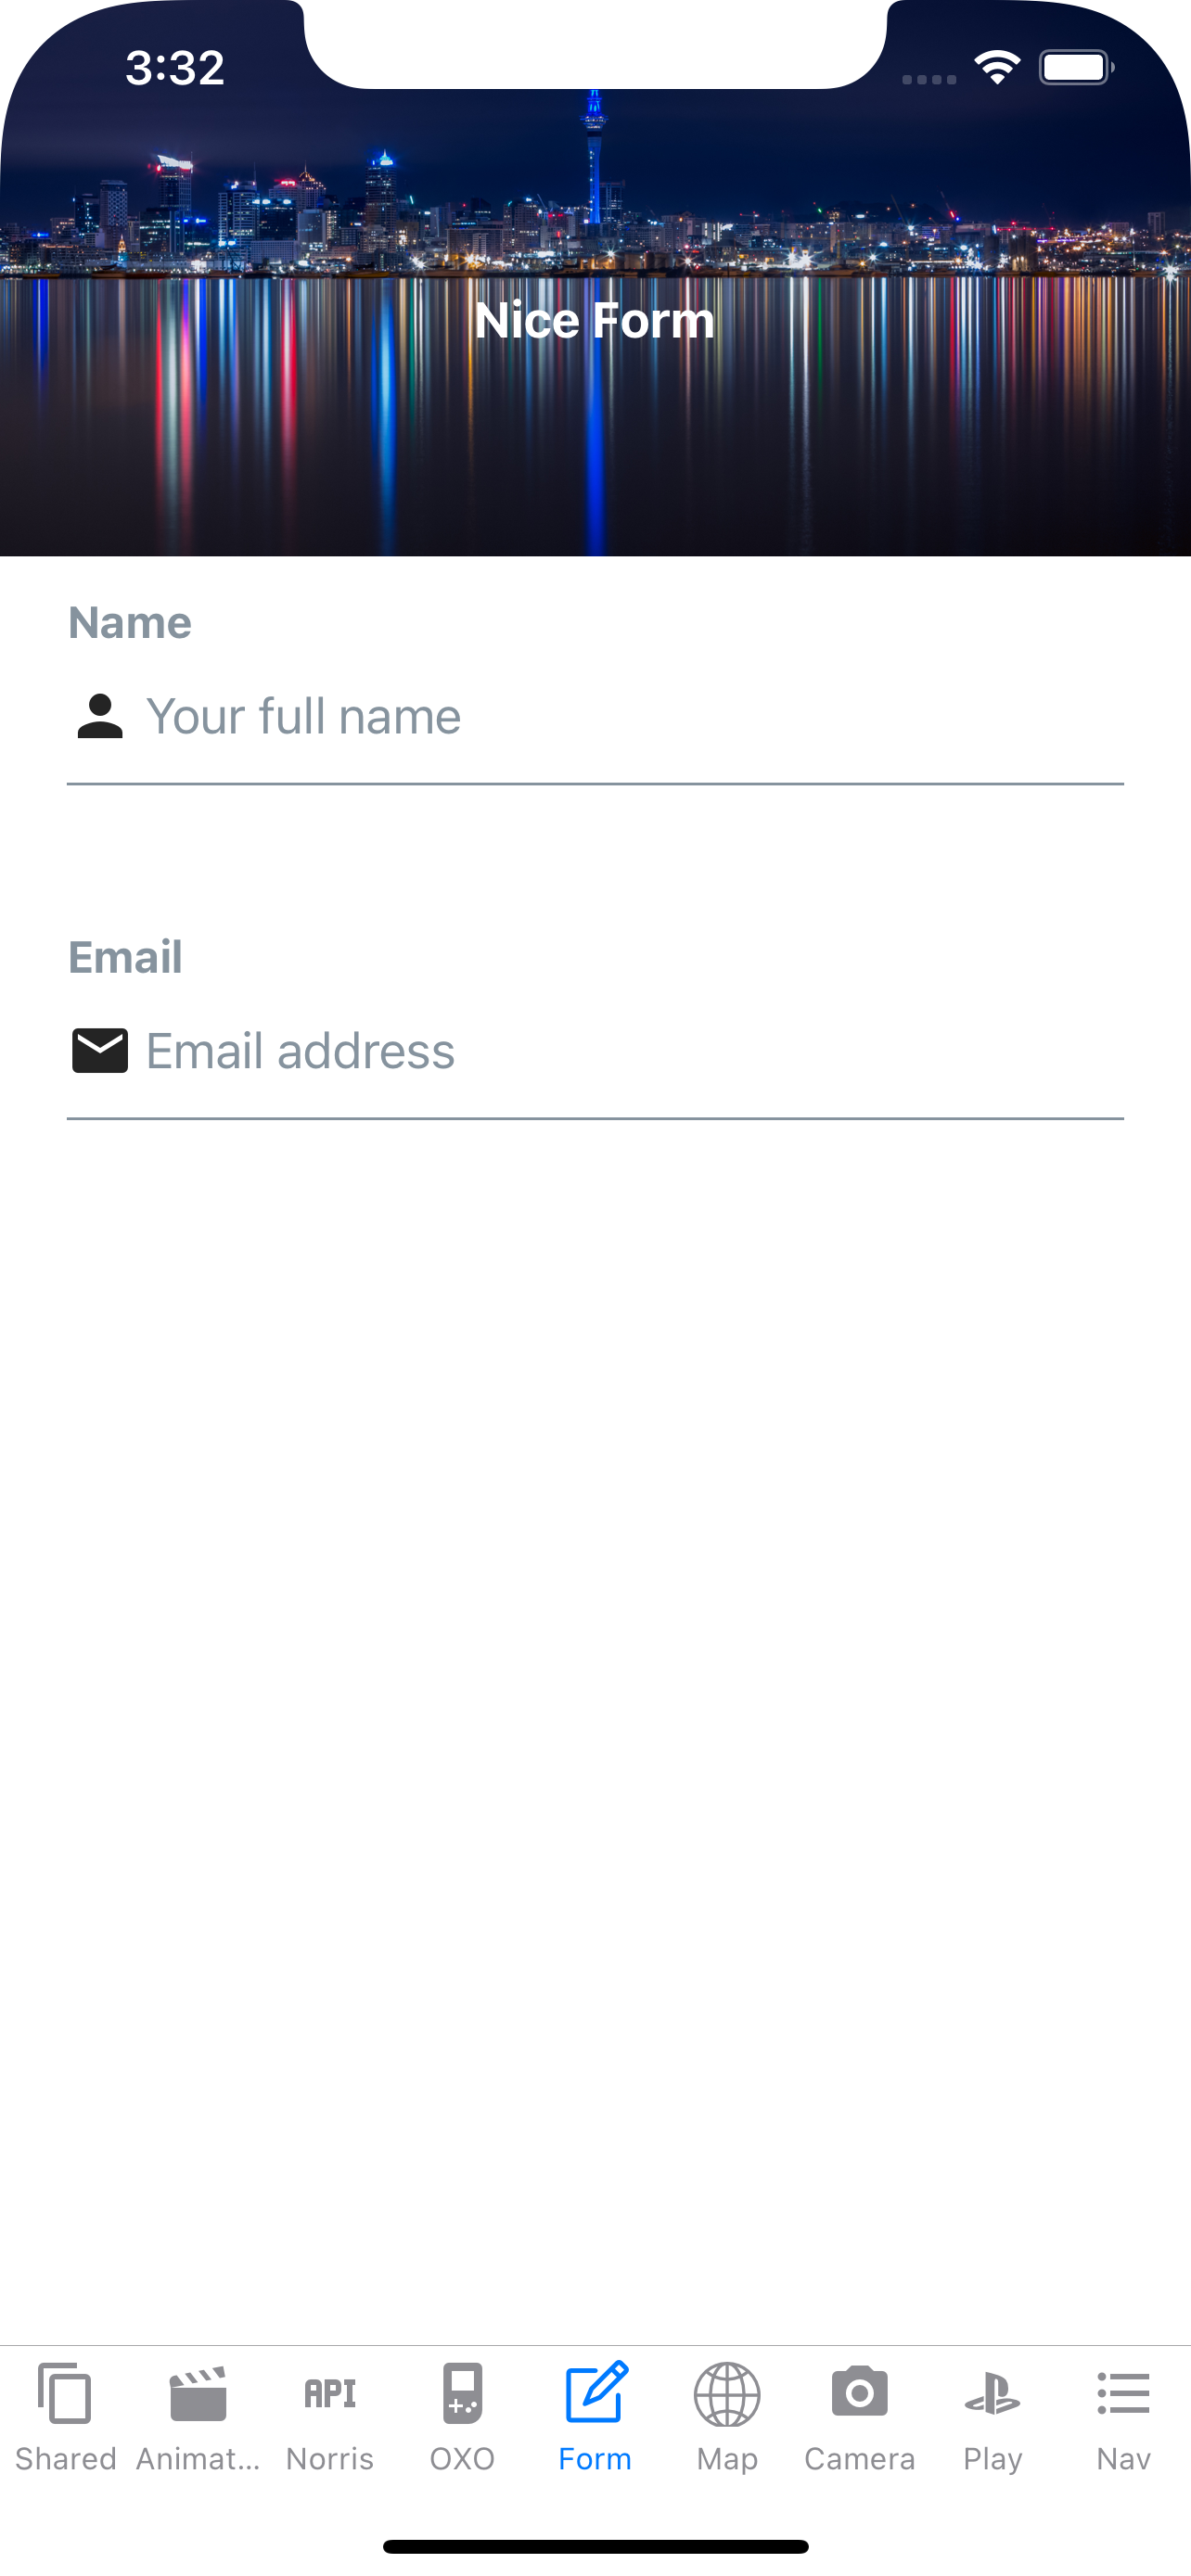 3:32
Nice Form
Name
Your full name
Email
Email address
API
Shared Animat... Norris OXO Form Map Camera Play Nav